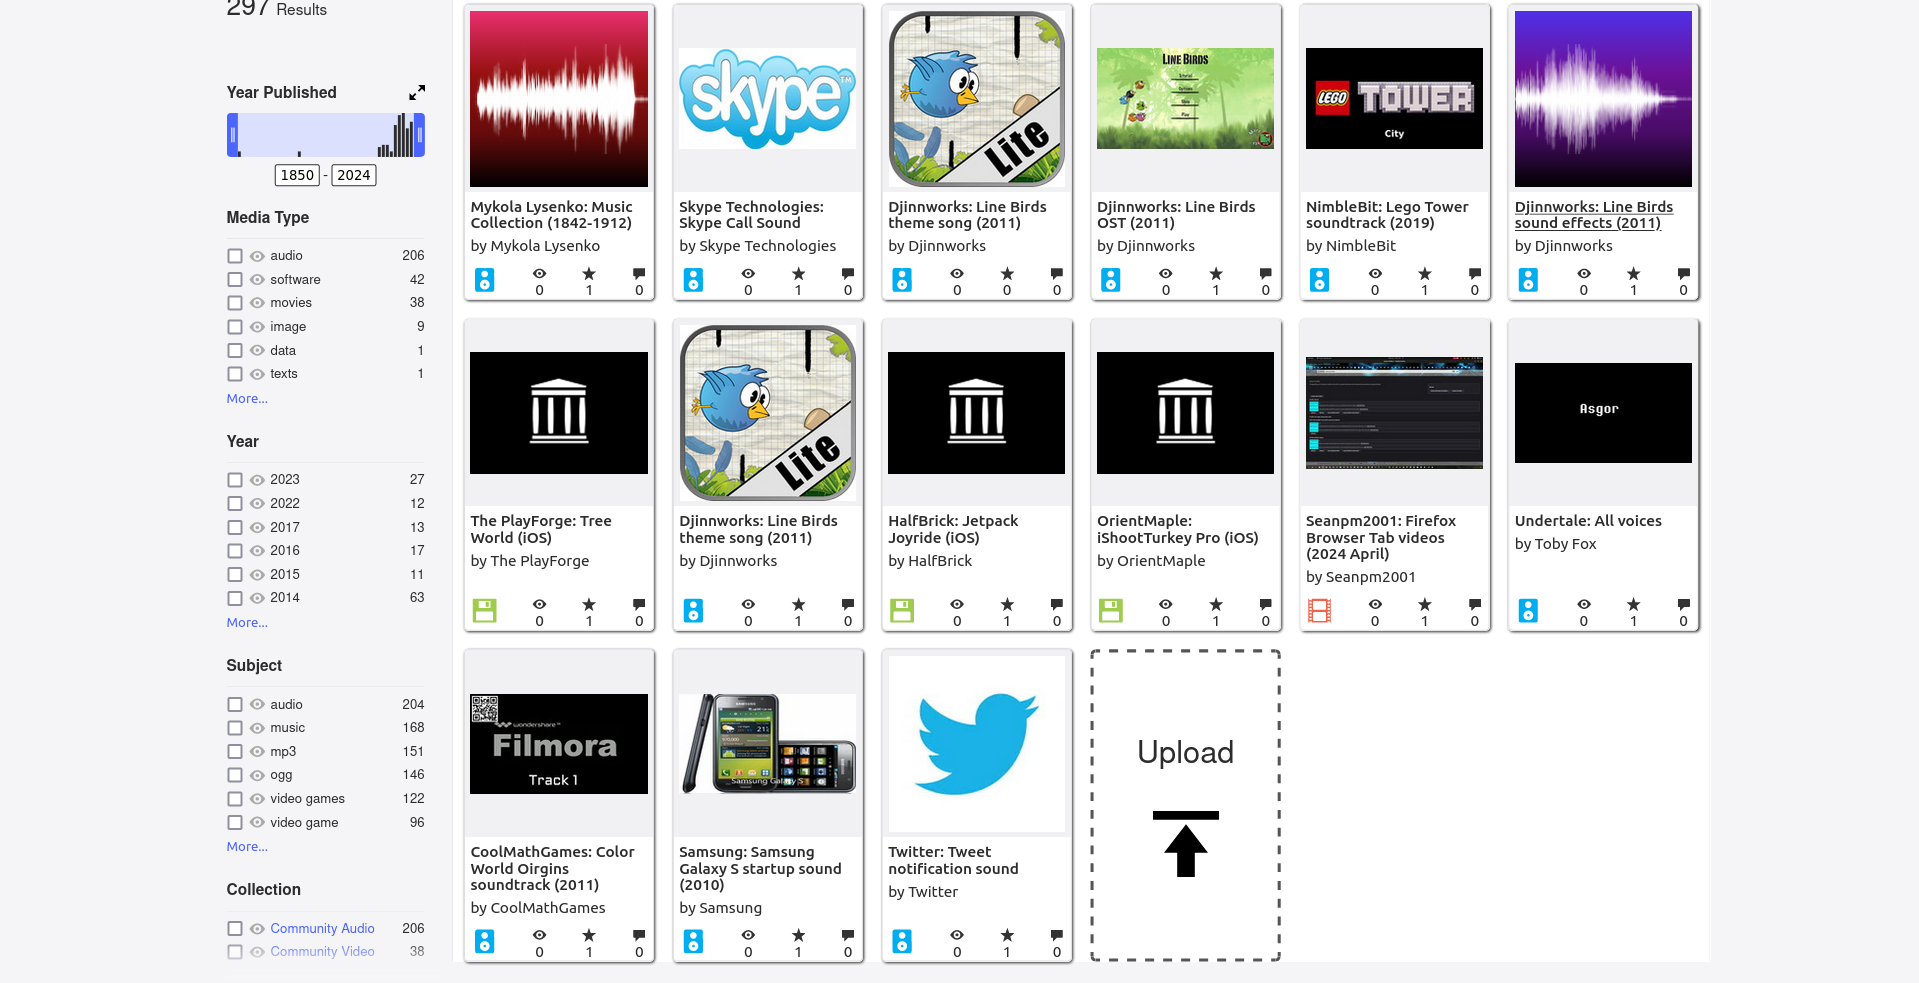 297 Results
Year Published
1850 - 2024
Media Type
audio 206
software 42
movies 38
image 9
data 1
texts 1
More...
Year
2023 27
2022 12
2017 13
2016 17
2015 11
2014 63
More...
Subject
audio 204
music 168
mp3 151
ogg 146
video games 122
video game 96
More...
Collection
Community Audio 206
Community Video 38
Mykola Lysenko: Music
Collection (1842-1912)
by Mykola Lysenko
0 1 0
skype™
Skype Technologies:
Skype Call Sound
by Skype Technologies
0 1 0
Lite
Djinnworks: Line Birds
theme song (2011)
by Djinnworks
0 0 0
LINE BIRDS
Play
Djinnworks: Line Birds
OST (2011)
by Djinnworks
0 1 0
LEGO TOWER
City
NimbleBit: Lego Tower
soundtrack (2019)
by NimbleBit
0 1 0
Djinnworks: Line Birds
sound effects (2011)
by Djinnworks
0 1 0
The PlayForge: Tree
World (iOS)
by The PlayForge
0 1 0
Lite
Djinnworks: Line Birds
theme song (2011)
by Djinnworks
0 1 0
HalfBrick: Jetpack
Joyride (iOS)
by HalfBrick
0 1 0
OrientMaple:
iShootTurkey Pro (iOS)
by OrientMaple
0 1 0
Seanpm2001: Firefox
Browser Tab videos
(2024 April)
by Seanpm2001
0 1 0
Asgor
Undertale: All voices
by Toby Fox
0 1 0
wondershare™
Filmora
Track 1
CoolMathGames: Color
World Oirgins
soundtrack (2011)
by CoolMathGames
0 1 0
Samsung Galaxy S
Samsung: Samsung
Galaxy S startup sound
(2010)
by Samsung
0 1 0
Twitter: Tweet
notification sound
by Twitter
0 1 0
Upload